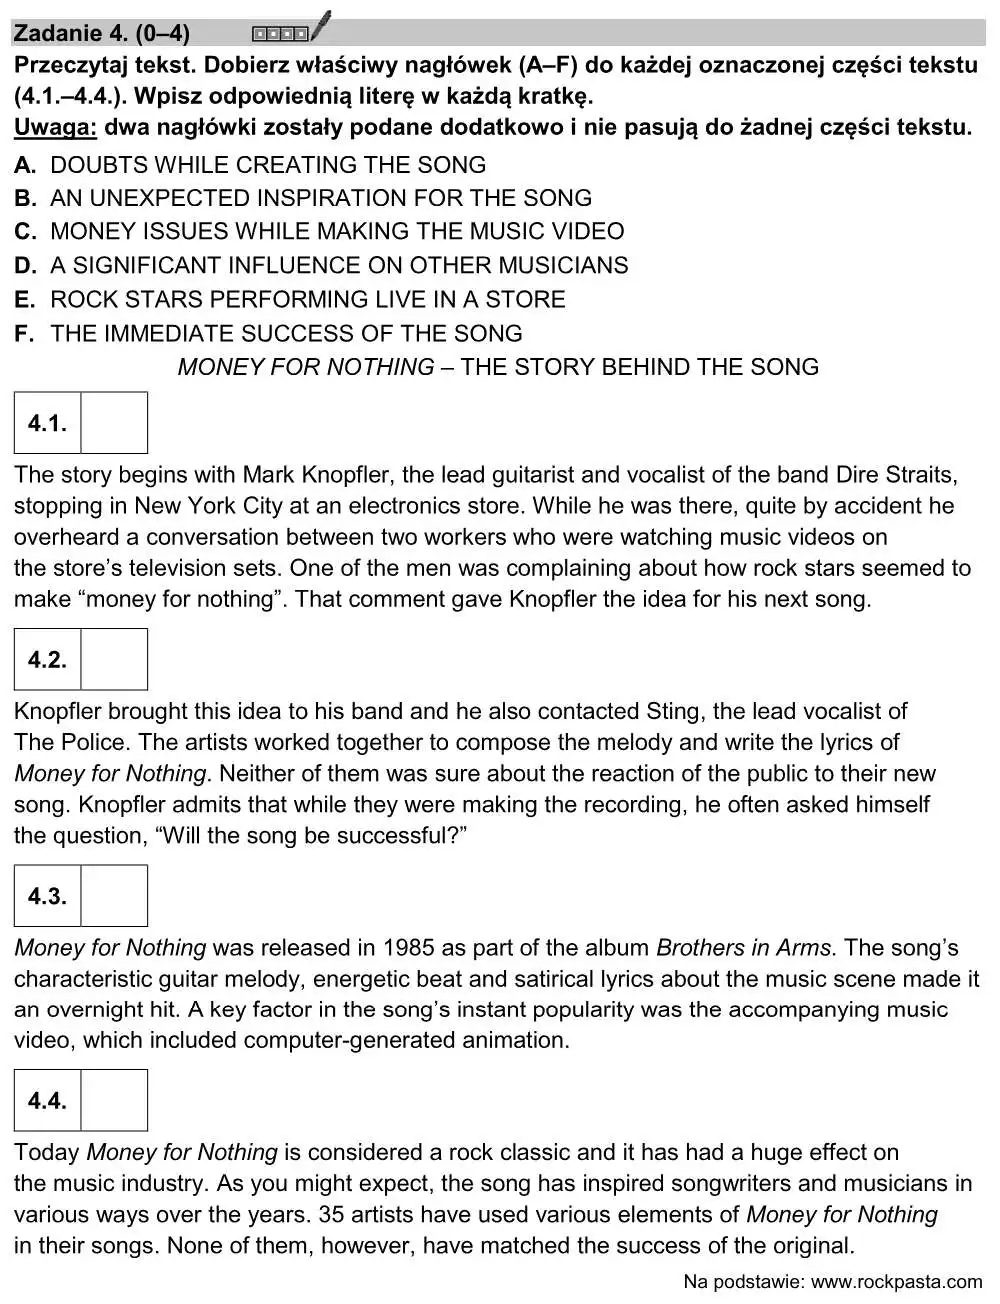 Zadanie 4. (0–4)
Przeczytaj tekst. Dobierz właściwy nagłówek (A–F) do każdej oznaczonej części tekstu
(4.1.–4.4.). Wpisz odpowiednią literę w każdą kratkę.
Uwaga: dwa nagłówki zostały podane dodatkowo i nie pasują do żadnej części tekstu.
A. DOUBTS WHILE CREATING THE SONG
B. AN UNEXPECTED INSPIRATION FOR THE SONG
C. MONEY ISSUES WHILE MAKING THE MUSIC VIDEO
D. A SIGNIFICANT INFLUENCE ON OTHER MUSICIANS
E. ROCK STARS PERFORMING LIVE IN A STORE
F. THE IMMEDIATE SUCCESS OF THE SONG
MONEY FOR NOTHING – THE STORY BEHIND THE SONG
4.1.
The story begins with Mark Knopfler, the lead guitarist and vocalist of the band Dire Straits,
stopping in New York City at an electronics store. While he was there, quite by accident he
overheard a conversation between two workers who were watching music videos on
the store’s television sets. One of the men was complaining about how rock stars seemed to
make “money for nothing”. That comment gave Knopfler the idea for his next song.
4.2.
Knopfler brought this idea to his band and he also contacted Sting, the lead vocalist of
The Police. The artists worked together to compose the melody and write the lyrics of
Money for Nothing. Neither of them was sure about the reaction of the public to their new
song. Knopfler admits that while they were making the recording, he often asked himself
the question, “Will the song be successful?”
4.3.
Money for Nothing was released in 1985 as part of the album Brothers in Arms. The song’s
characteristic guitar melody, energetic beat and satirical lyrics about the music scene made it
an overnight hit. A key factor in the song’s instant popularity was the accompanying music
video, which included computer-generated animation.
4.4.
Today Money for Nothing is considered a rock classic and it has had a huge effect on
the music industry. As you might expect, the song has inspired songwriters and musicians in
various ways over the years. 35 artists have used various elements of Money for Nothing
in their songs. None of them, however, have matched the success of the original.
Na podstawie: www.rockpasta.com